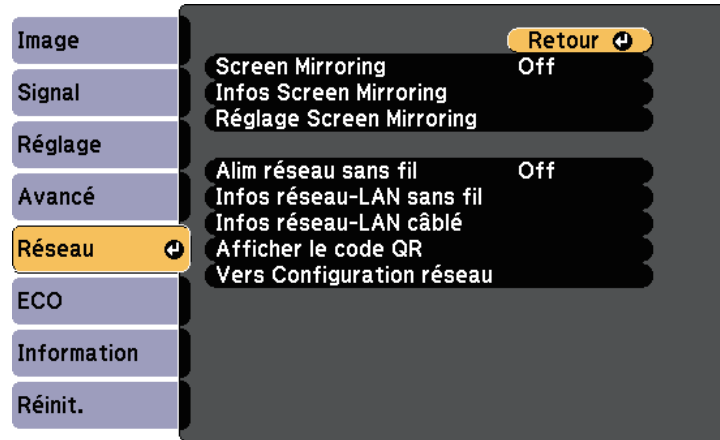 Image
Signal
Réglage
Avancé
Réseau
ECO
Information
Réinit.
Retour
Screen Mirroring Off
Infos Screen Mirroring
Réglage Screen Mirroring
Alim réseau sans fil Off
Infos réseau-LAN sans fil
Infos réseau-LAN câblé
Afficher le code QR
Vers Configuration réseau